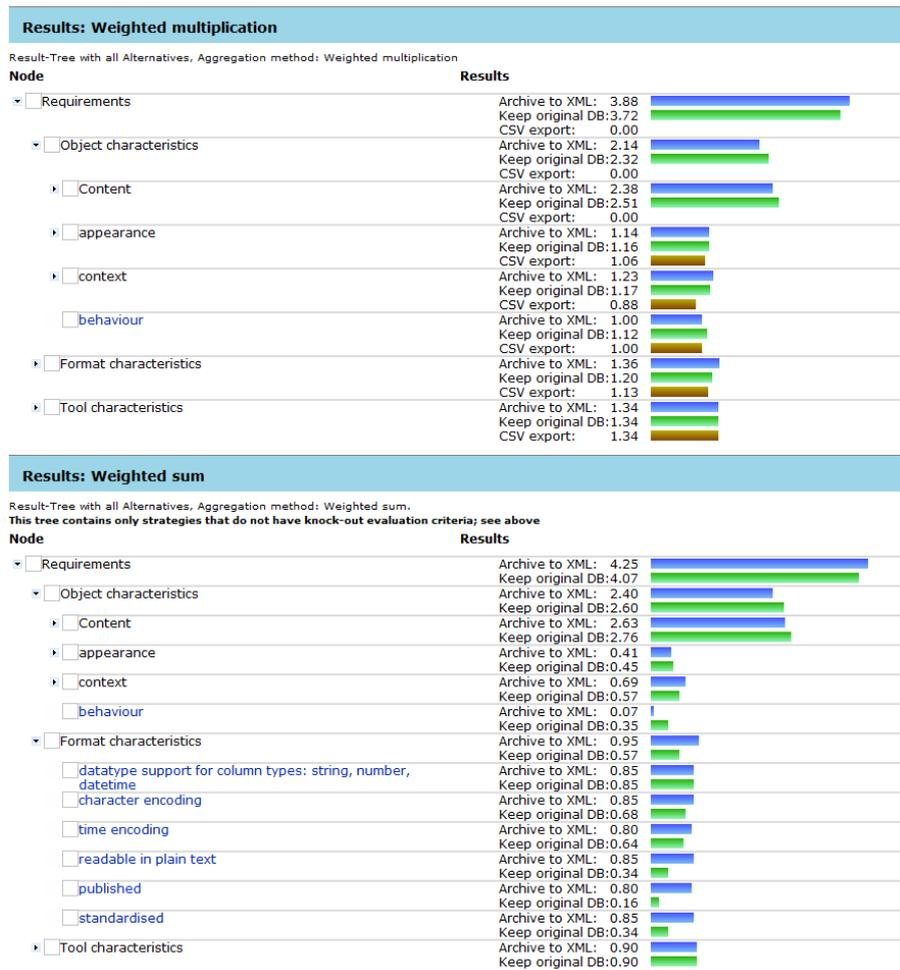 Results: Weighted multiplication
Result-Tree with all Alternatives, Aggregation method: Weighted multiplication
Node Results
Requirements Archive to XML: 3.88
Keep original DB:3.72
CSV export: 0.00
Object characteristics Archive to XML: 2.14
Keep original DB:2.32
CSV export: 0.00
Content Archive to XML: 2.38
Keep original DB:2.51
CSV export: 0.00
appearance Archive to XML: 1.14
Keep original DB:1.16
CSV export: 1.06
context Archive to XML: 1.23
Keep original DB:1.17
CSV export: 0.88
behaviour Archive to XML: 1.00
Keep original DB:1.12
CSV export: 1.00
Format characteristics Archive to XML: 1.36
Keep original DB:1.20
CSV export: 1.13
Tool characteristics Archive to XML: 1.34
Keep original DB:1.34
CSV export: 1.34
Results: Weighted sum
Result-Tree with all Alternatives, Aggregation method: Weighted sum.
This tree contains only strategies that do not have knock-out evaluation criteria; see above
Node Results
Requirements Archive to XML: 4.25
Keep original DB:4.07
Object characteristics Archive to XML: 2.40
Keep original DB:2.60
Content Archive to XML: 2.63
Keep original DB:2.76
appearance Archive to XML: 0.41
Keep original DB:0.45
context Archive to XML: 0.69
Keep original DB:0.57
behaviour Archive to XML: 0.07
Keep original DB:0.35
Format characteristics Archive to XML: 0.95
Keep original DB:0.57
datatype support for column types: string, number, Archive to XML: 0.85
datetime Keep original DB:0.85
character encoding Archive to XML: 0.85
Keep original DB:0.68
time encoding Archive to XML: 0.80
Keep original DB:0.64
readable in plain text Archive to XML: 0.85
Keep original DB:0.34
published Archive to XML: 0.80
Keep original DB:0.16
standardised Archive to XML: 0.85
Keep original DB:0.34
Tool characteristics Archive to XML: 0.90
Keep original DB:0.90